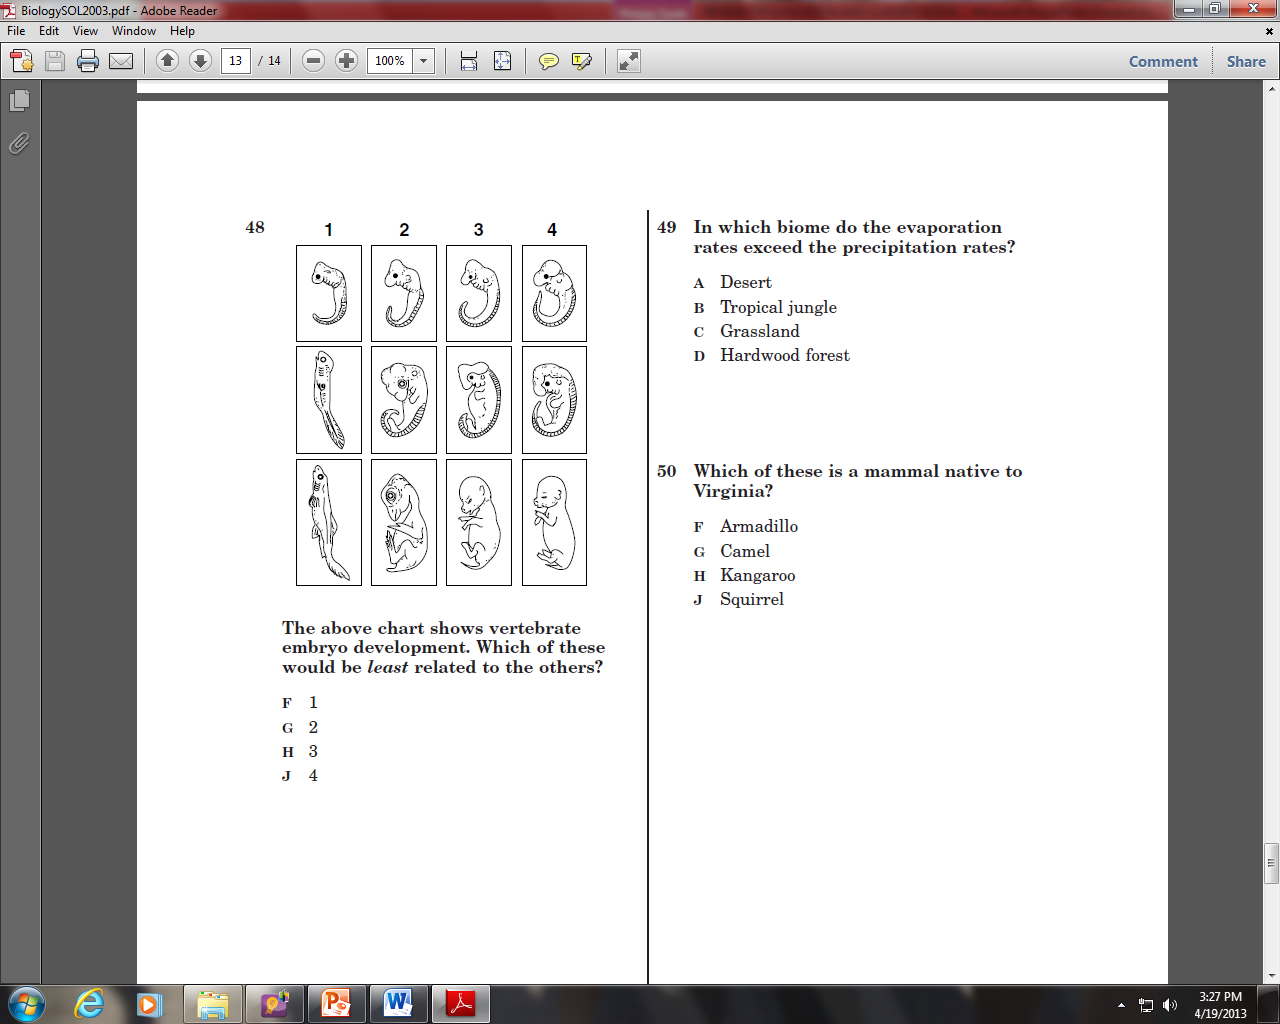 BiologySOL2003.pdf - Adobe Reader
File Edit View Window Help
13 / 14 100% Comment Share
48 1 2 3 4
The above chart shows vertebrate
embryo development. Which of these
would be least related to the others?
F 1
G 2
H 3
J 4
49 In which biome do the evaporation
rates exceed the precipitation rates?
A Desert
B Tropical jungle
C Grassland
D Hardwood forest
50 Which of these is a mammal native to
Virginia?
F Armadillo
G Camel
H Kangaroo
J Squirrel
3:27 PM
4/19/2013